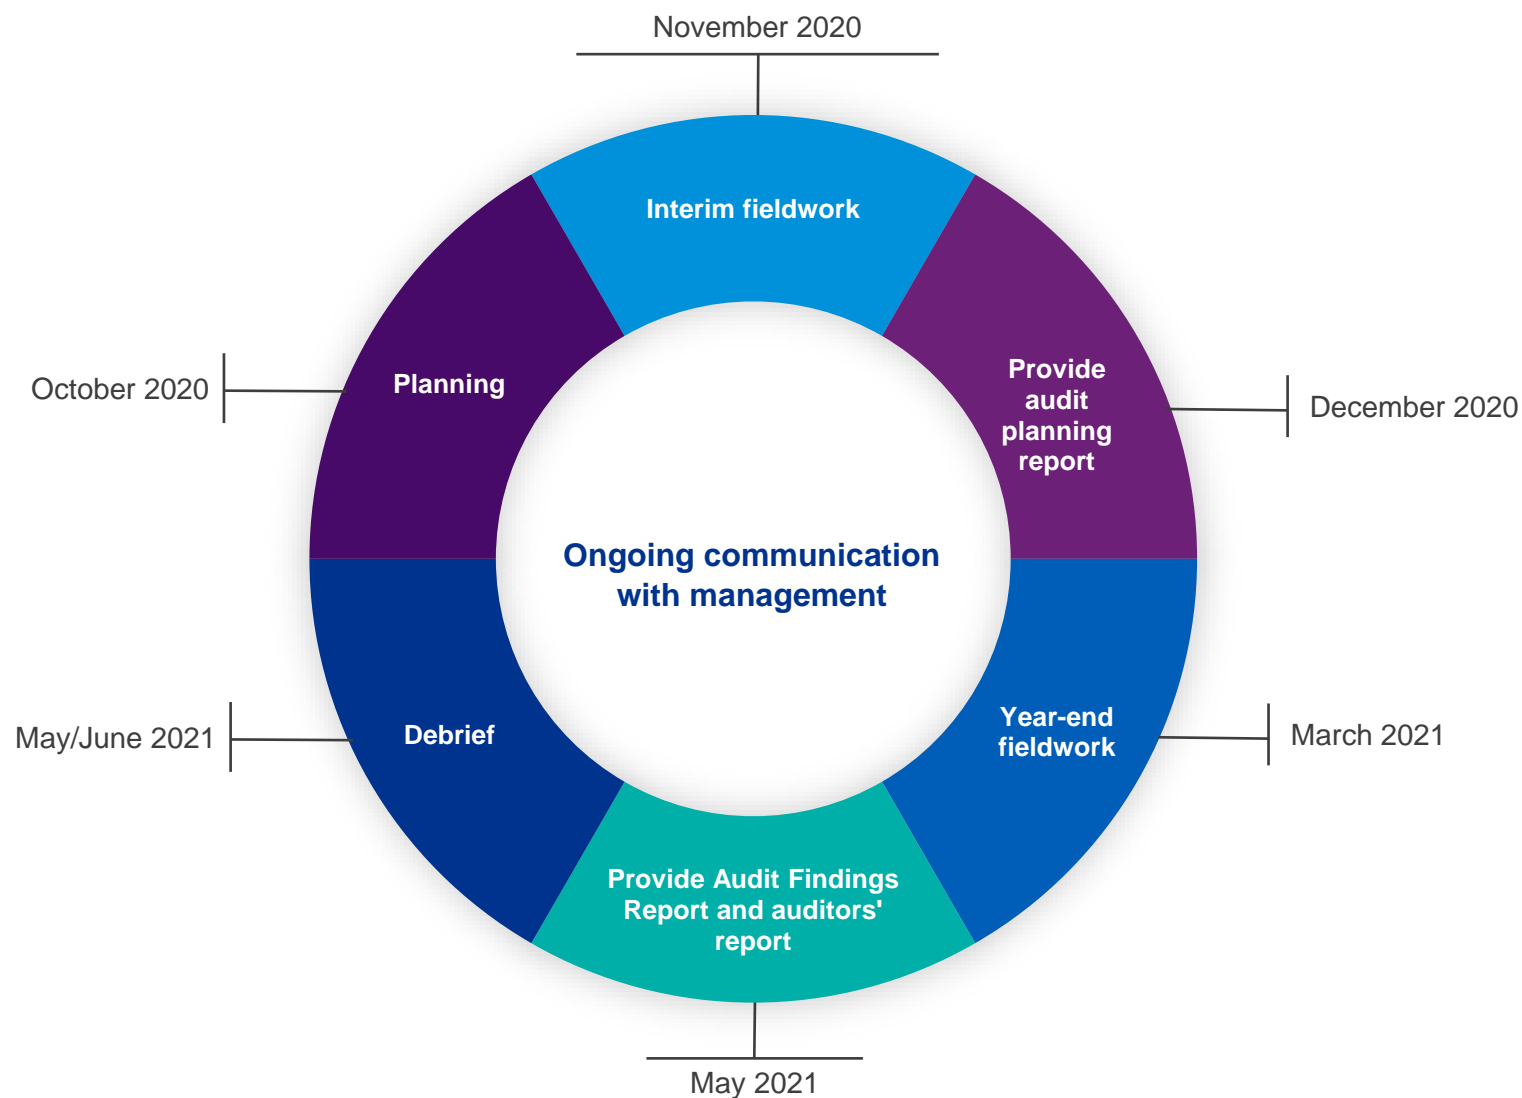 November 2020
Interim fieldwork
Provide
audit
planning
report
December 2020
Planning
October 2020
Ongoing communication
with management
Year-end
fieldwork
March 2021
Debrief
May/June 2021
Provide Audit Findings
Report and auditors'
report
May 2021